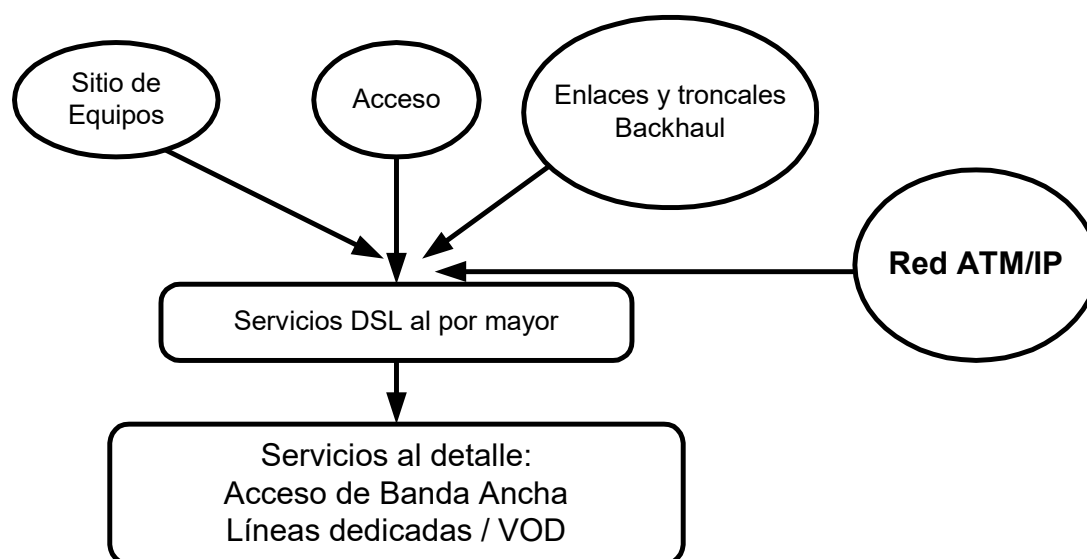 Sitio de
Equipos
Acceso
Enlaces y troncales
Backhaul
Red ATM/IP
Servicios DSL al por mayor
Servicios al detalle:
Acceso de Banda Ancha
Líneas dedicadas / VOD